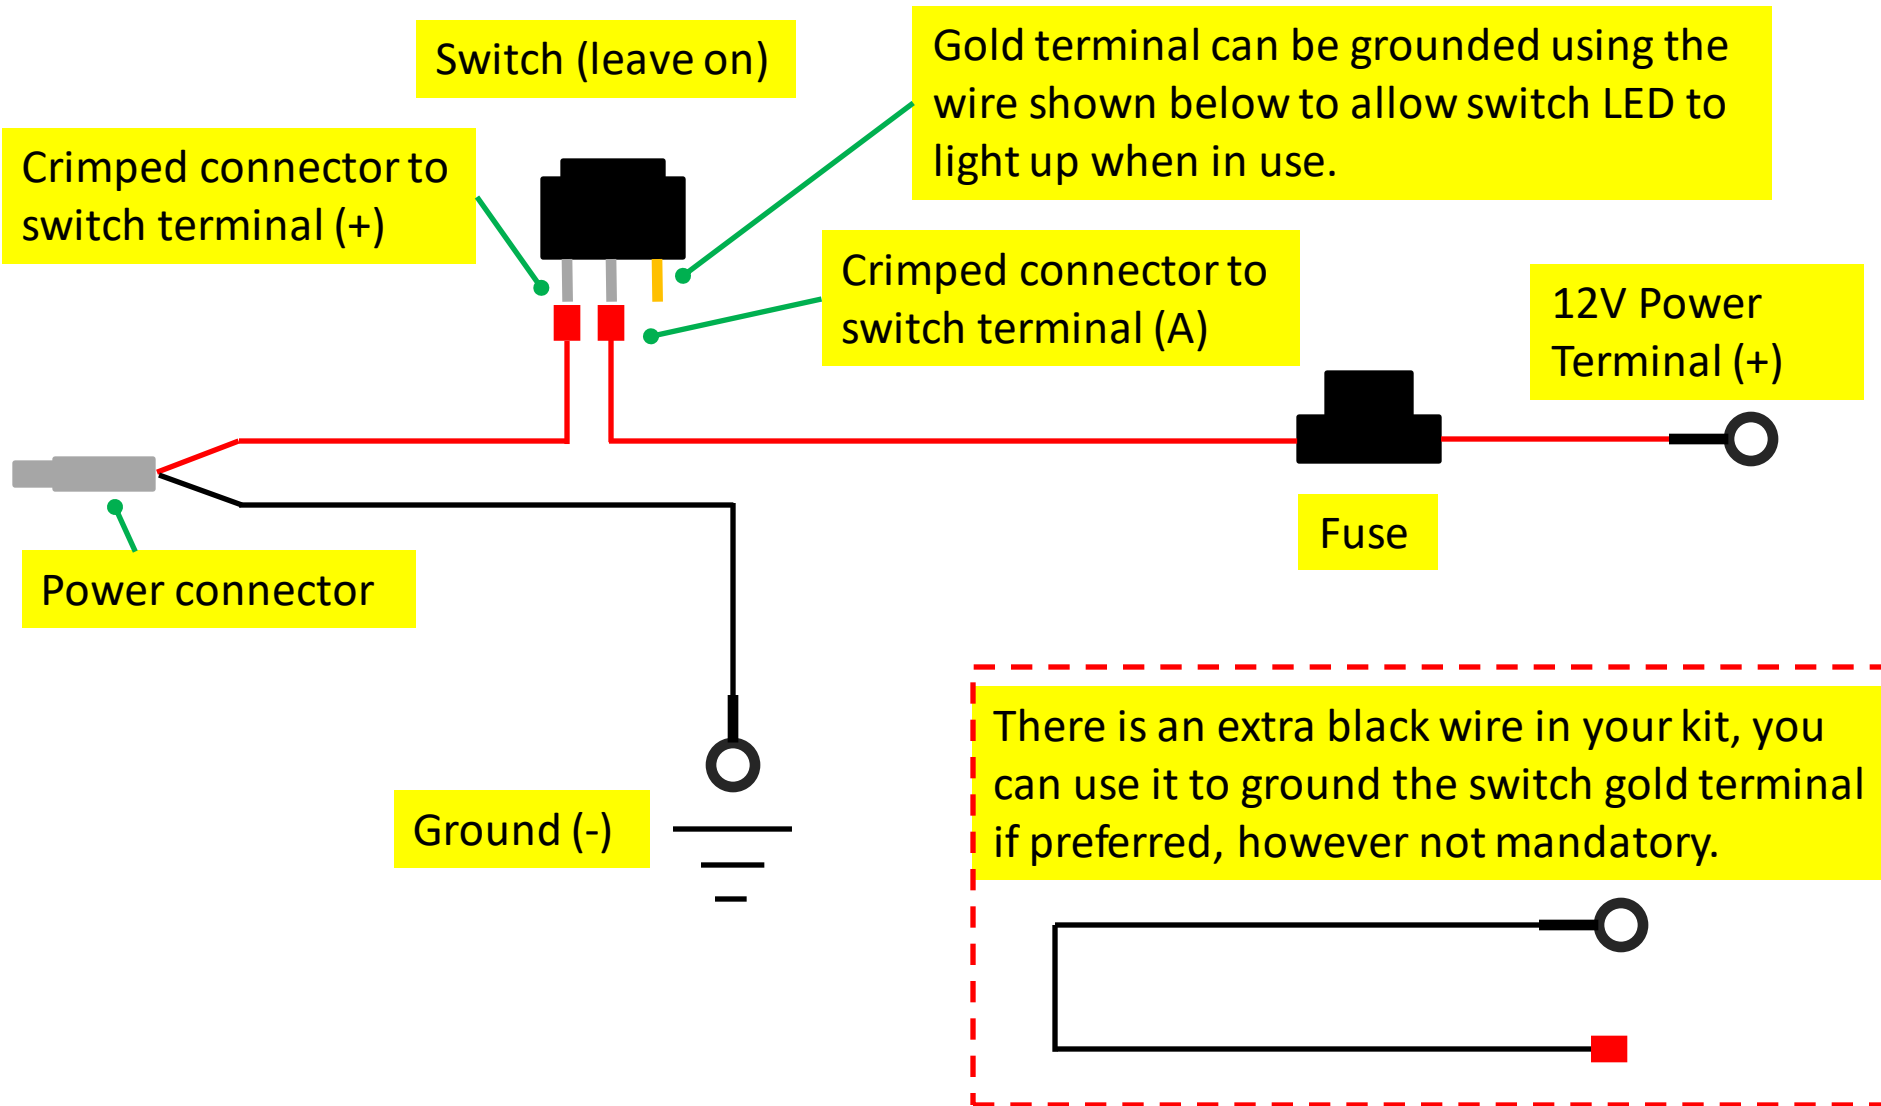 Switch (leave on)
Gold terminal can be grounded using the
wire shown below to allow switch LED to
light up when in use.
Crimped connector to
switch terminal (+)
Crimped connector to
switch terminal (A)
12V Power
Terminal (+)
Fuse
Power connector
Ground (-)
There is an extra black wire in your kit, you
can use it to ground the switch gold terminal
if preferred, however not mandatory.